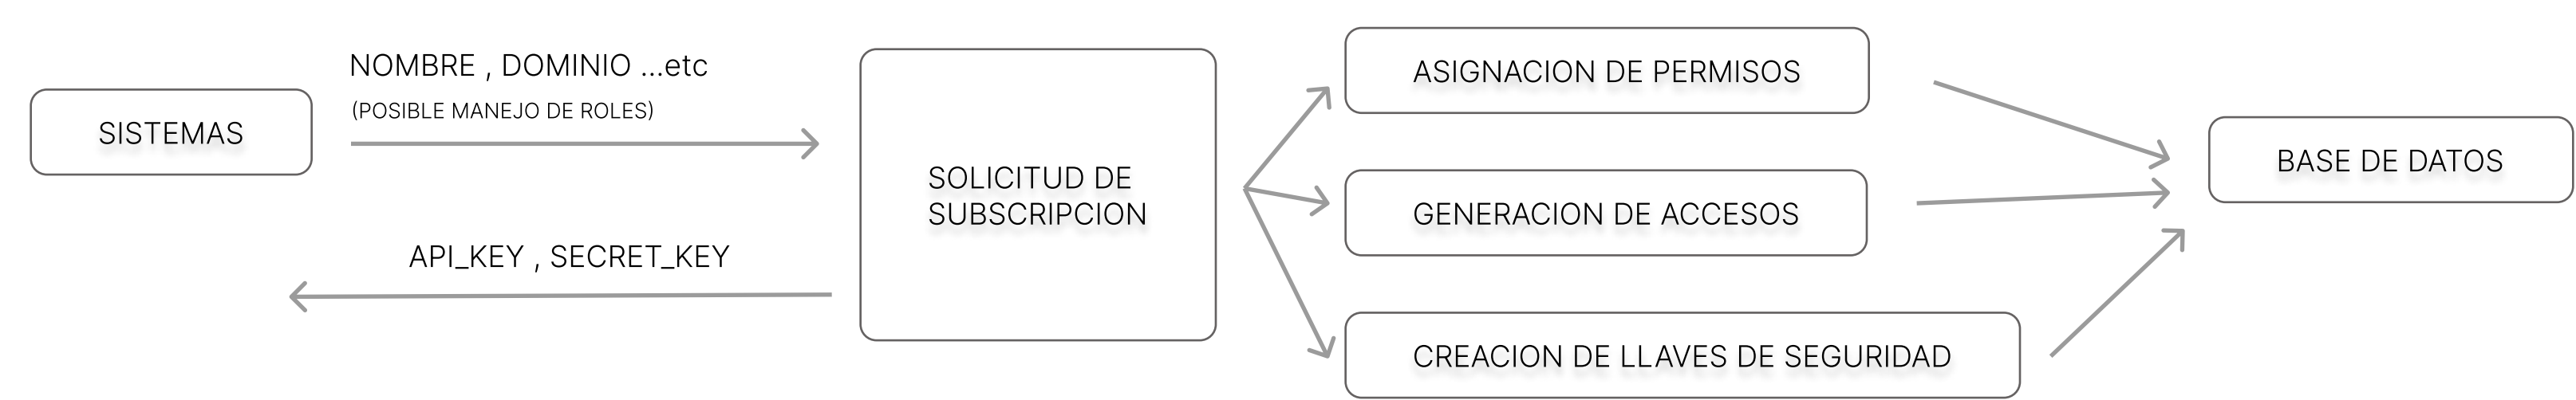 NOMBRE , DOMINIO ...etc
(POSIBLE MANEJO DE ROLES)
SISTEMAS
API_KEY , SECRET_KEY
SOLICITUD DE
SUBSCRIPCION
ASIGNACION DE PERMISOS
GENERACION DE ACCESOS
CREACION DE LLAVES DE SEGURIDAD
BASE DE DATOS